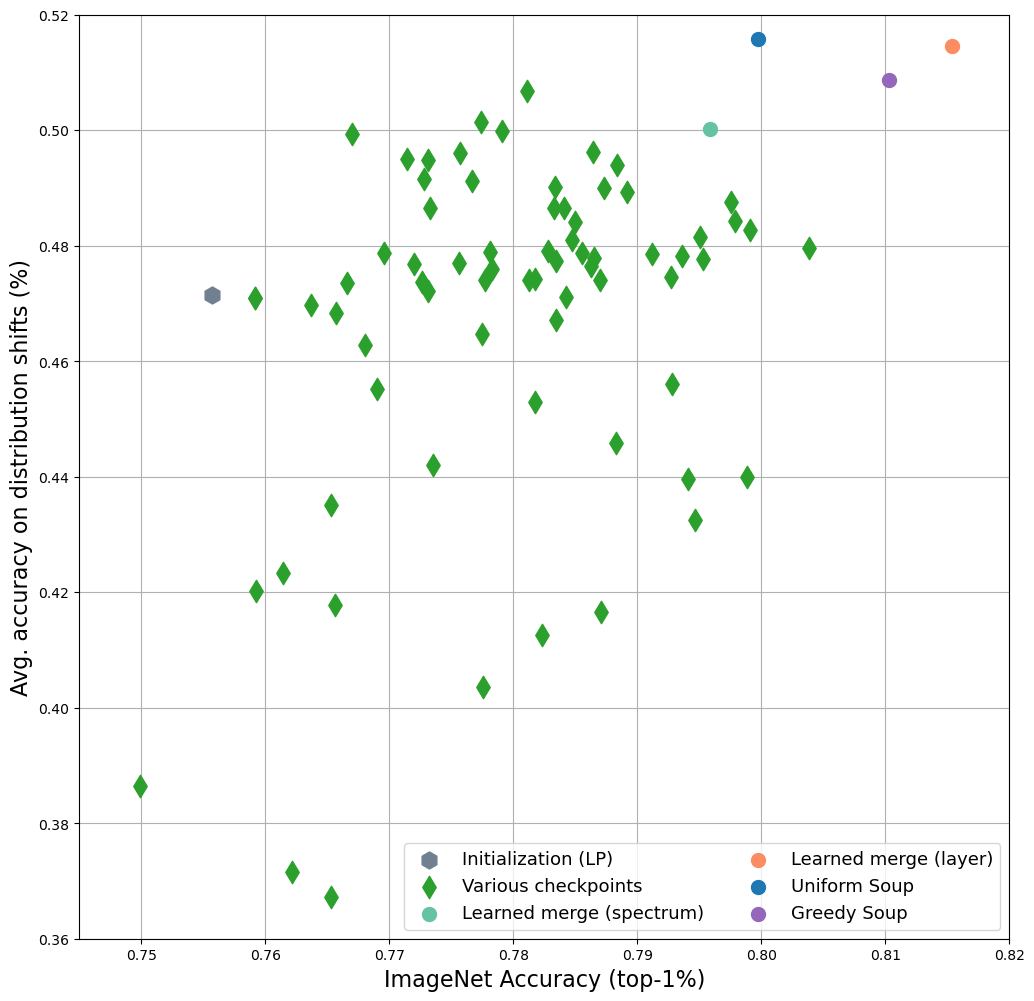 Avg. accuracy on distribution shifts (%)
0.52
0.50
0.48
0.46
0.44
0.42
0.40
0.38
0.36
Initialization (LP)
Various checkpoints
Learned merge (spectrum)
Learned merge (layer)
Uniform Soup
Greedy Soup
0.75 0.76 0.77 0.78 0.79 0.80 0.81 0.82
ImageNet Accuracy (top-1%)